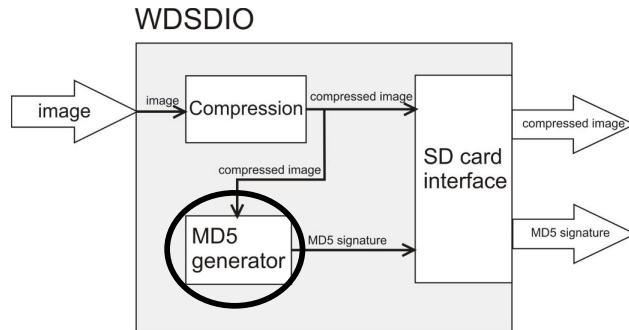 WDSDIO
image
image
Compression
compressed image
compressed image
SD card
interface
compressed image
MD5
generator
MD5 signature
MD5 signature